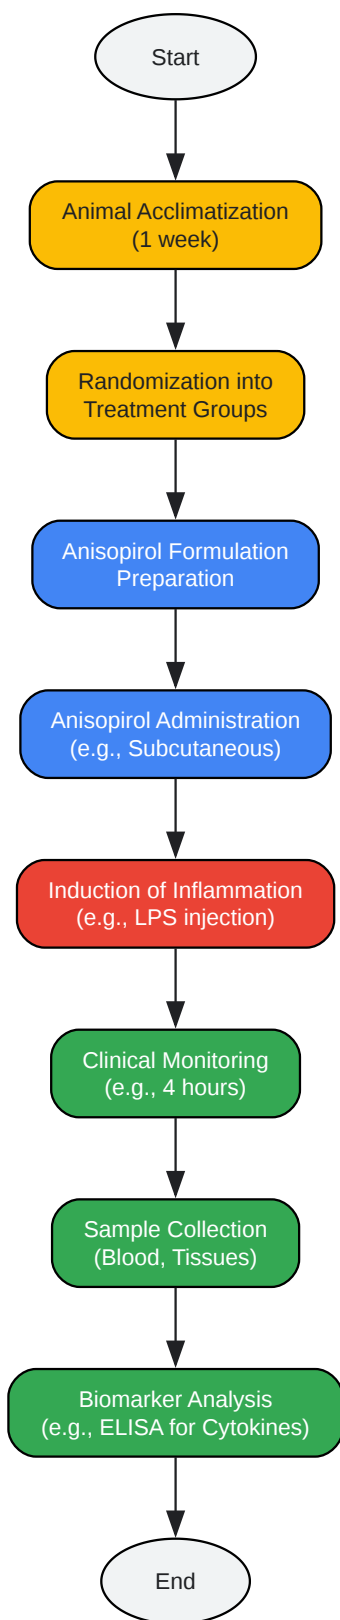 Start
Animal Acclimatization
(1 week)
Randomization into
Treatment Groups
Anisopirol Formulation
Preparation
Anisopirol Administration
(e.g., Subcutaneous)
Induction of Inflammation
(e.g., LPS injection)
Clinical Monitoring
(e.g., 4 hours)
Sample Collection
(Blood, Tissues)
Biomarker Analysis
(e.g., ELISA for Cytokines)
End